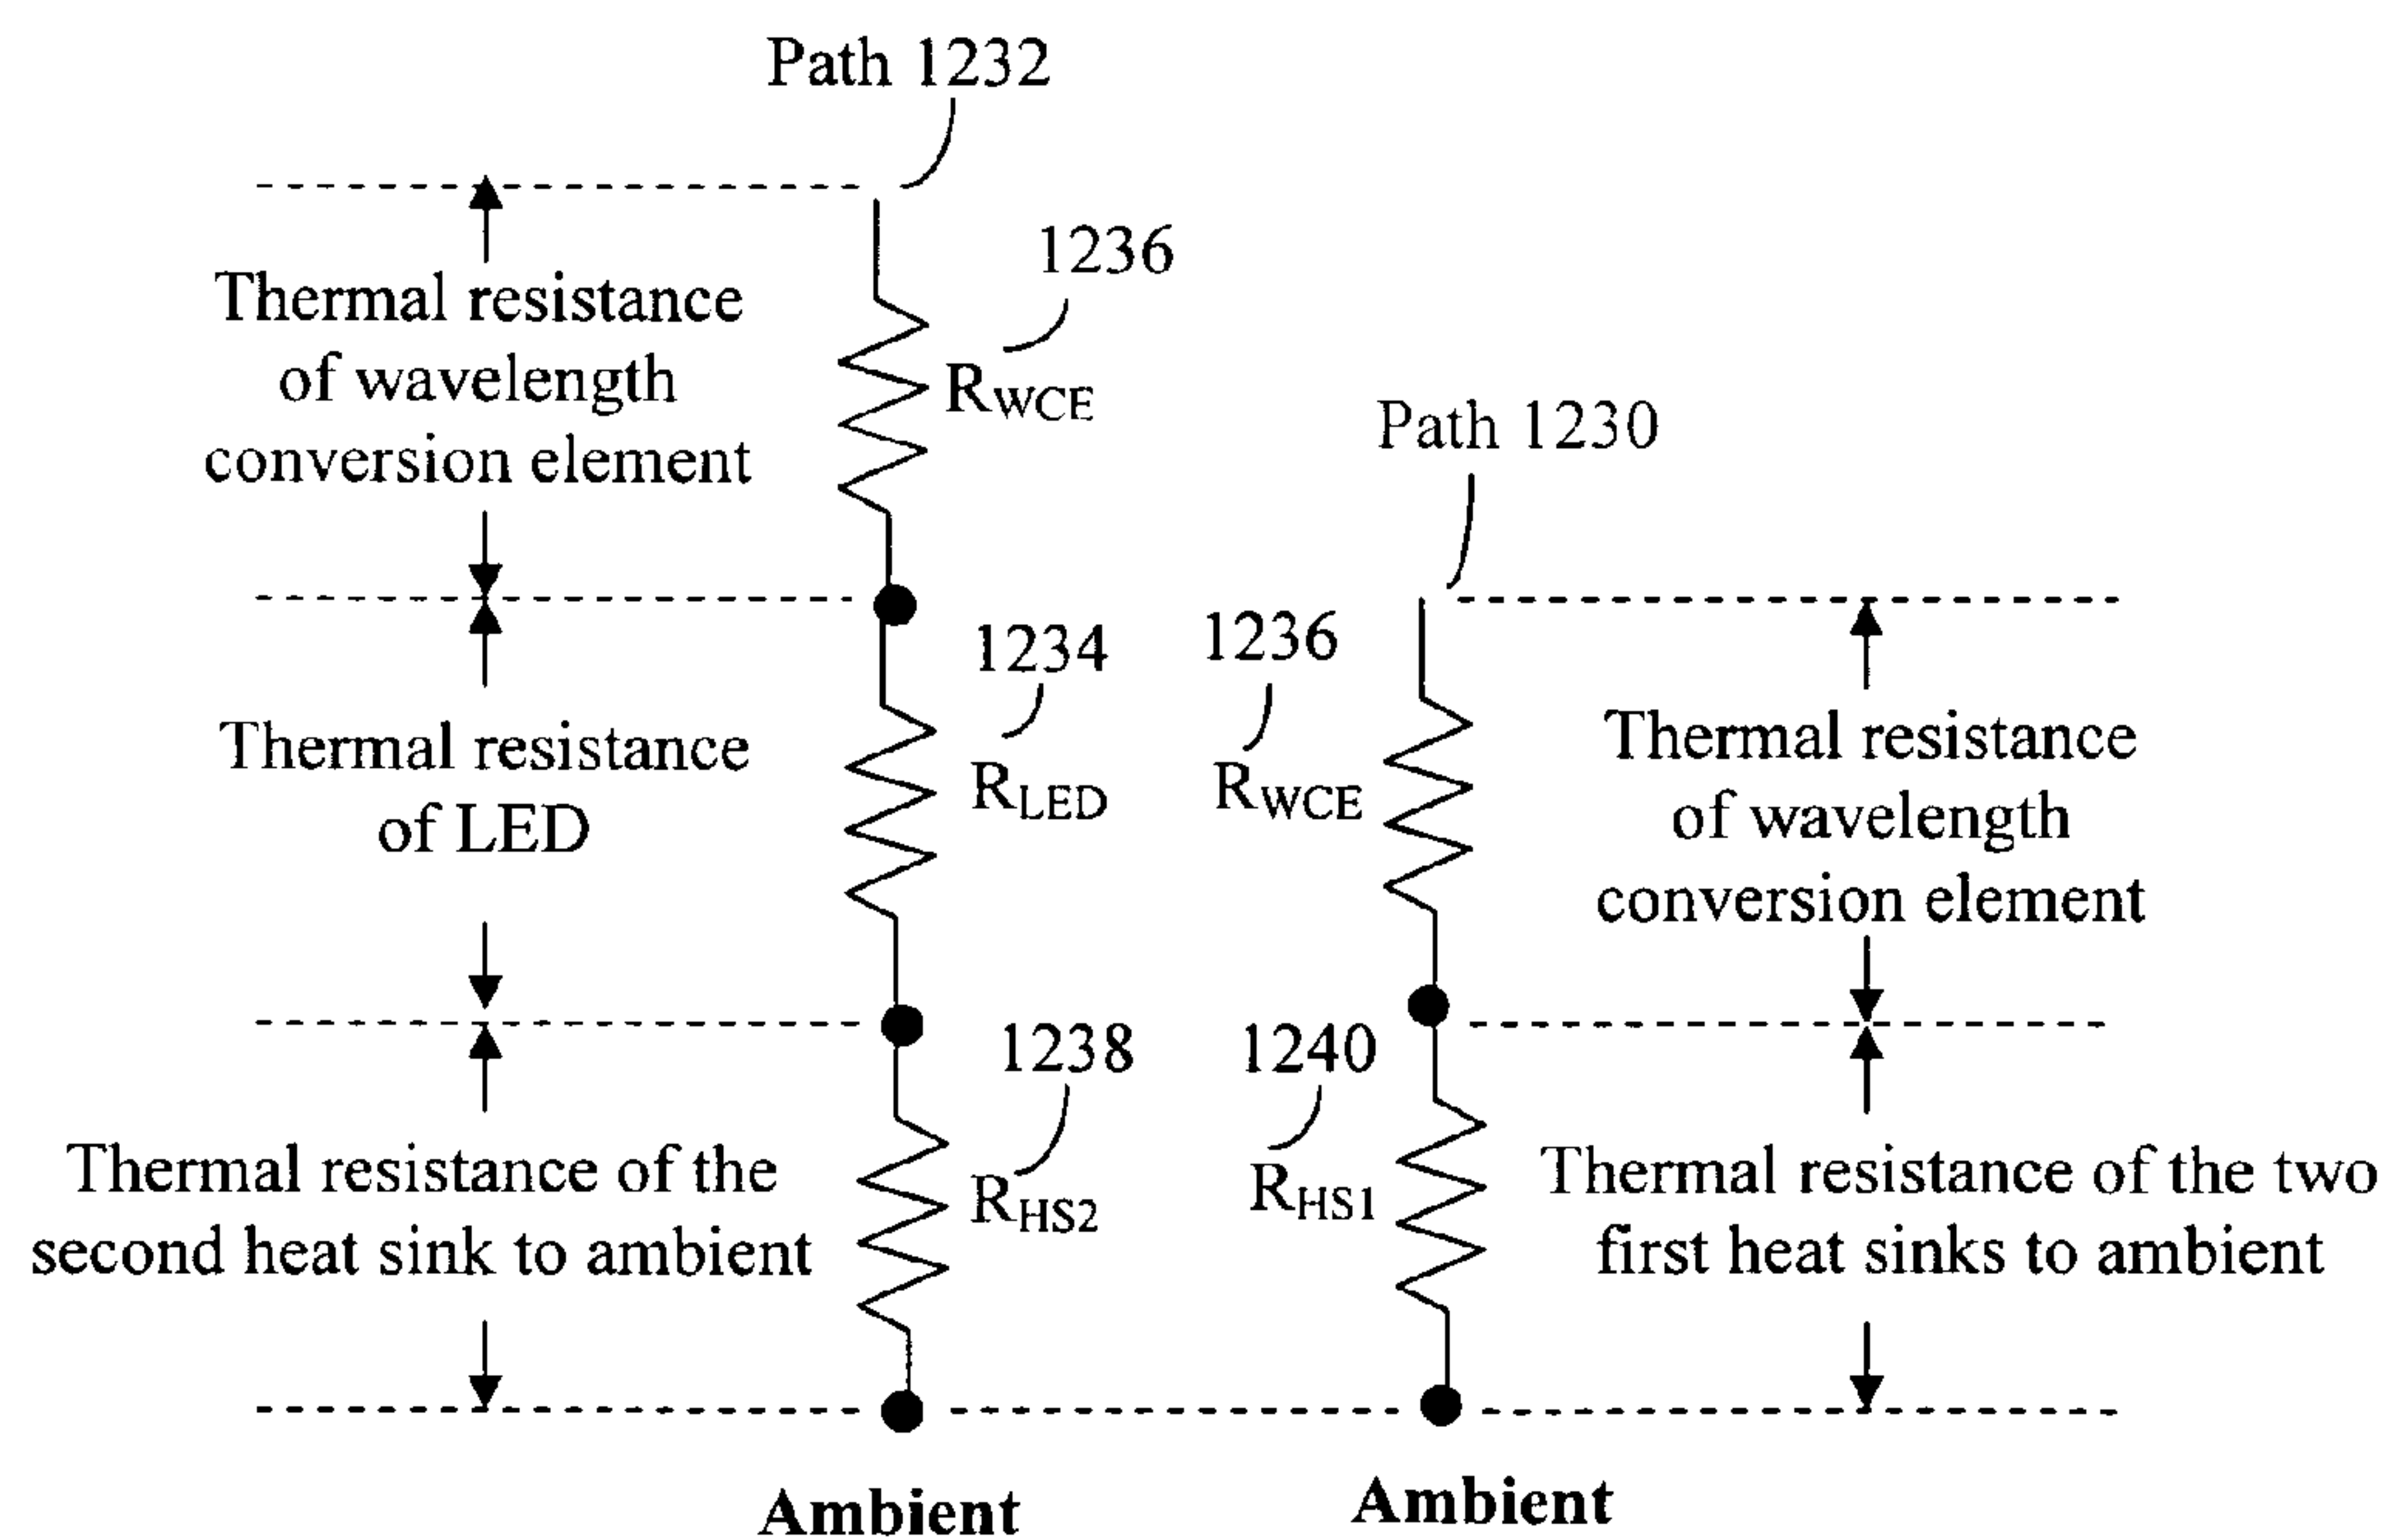 Path 1232
1236
Thermal resistance
of wavelength
conversion element
RWCE
Path 1230
1234
Thermal resistance
of LED
RLED
1236
RWCE
Thermal resistance
of wavelength
conversion element
1238
Thermal resistance of the
second heat sink to ambient
RHS2
1240
RHS1
Thermal resistance of the two
first heat sinks to ambient
Ambient
Ambient